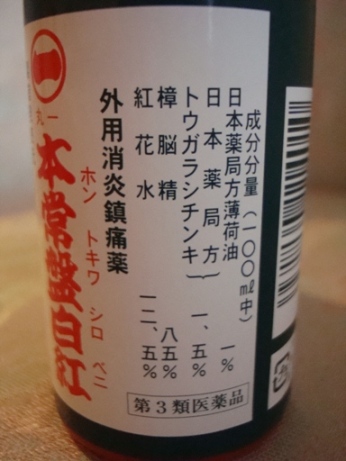 成分分量(一〇〇㎖中)
日本薬局方薄荷油 一%
日本薬局方
トウガラシチンキ 一、五%
樟脳精 八五%
紅花水 一二、五%
外用消炎鎮痛薬
第3類医薬品
丸一
本常盤白紅
ホン トキワ シロ ベニ